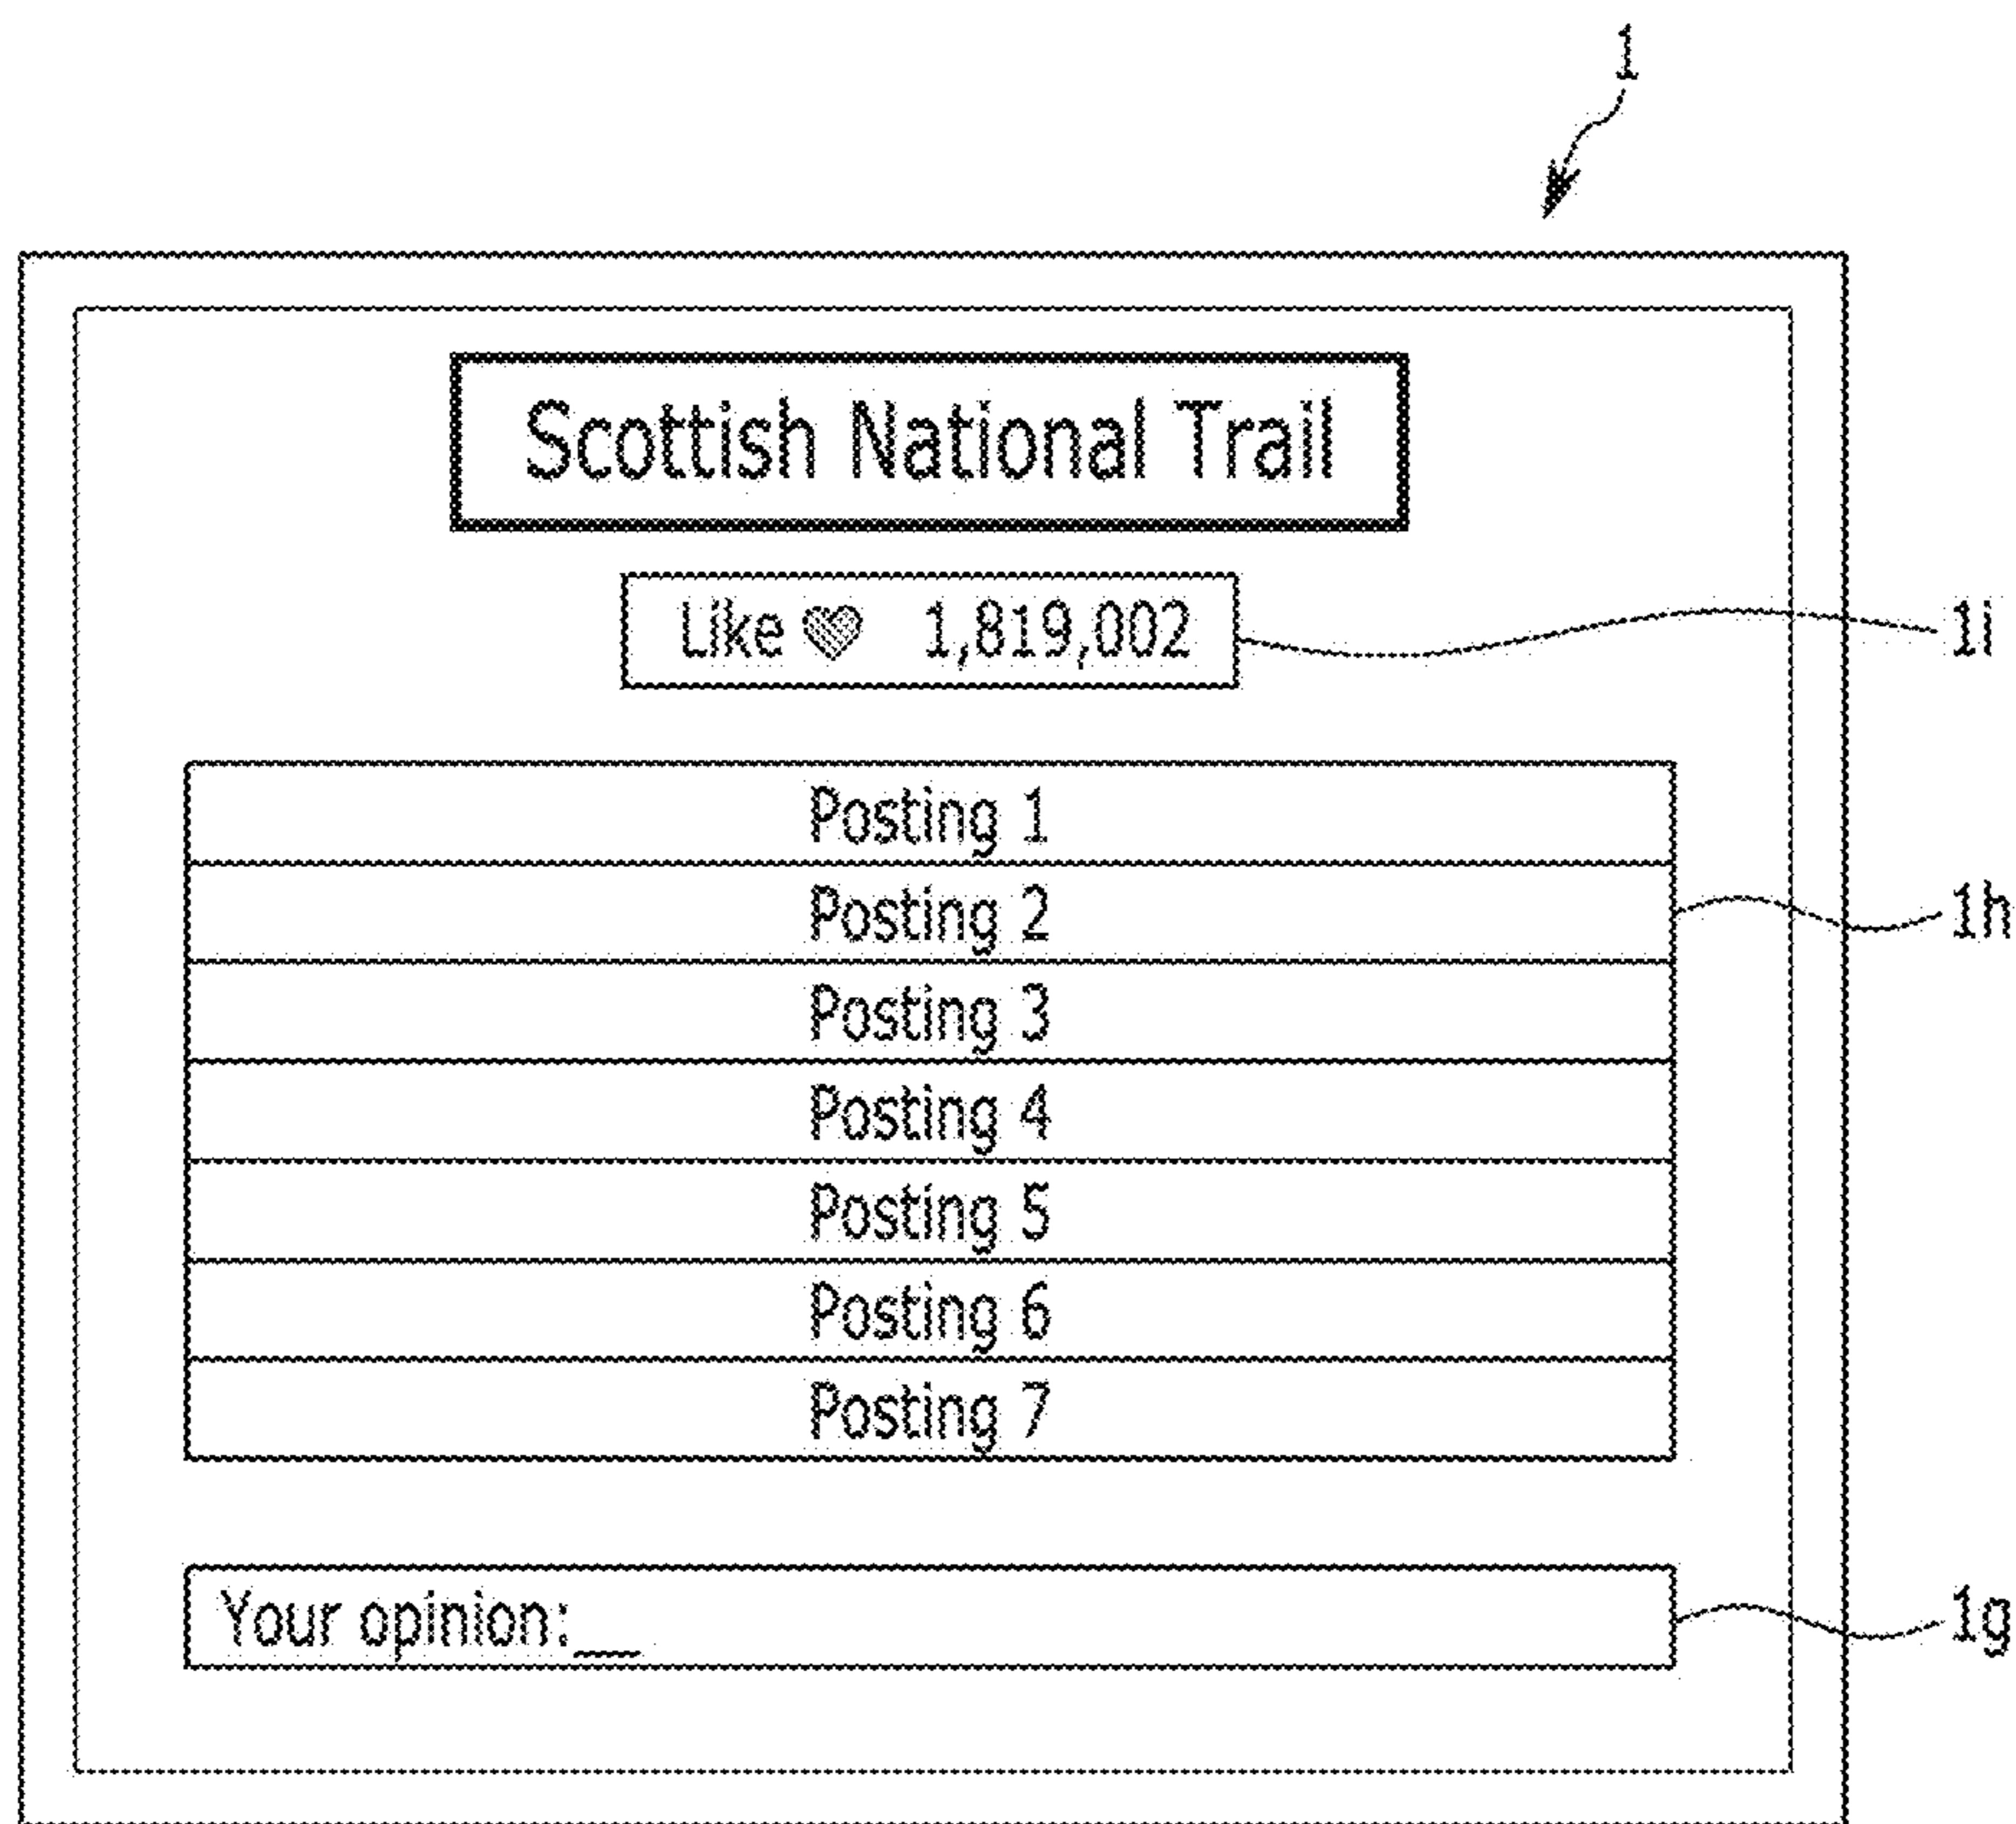 1
Scottish National Trail
Like ♥ 1,819,002
1i
Posting 1
Posting 2
1h
Posting 3
Posting 4
Posting 5
Posting 6
Posting 7
Your opinion:__
1g